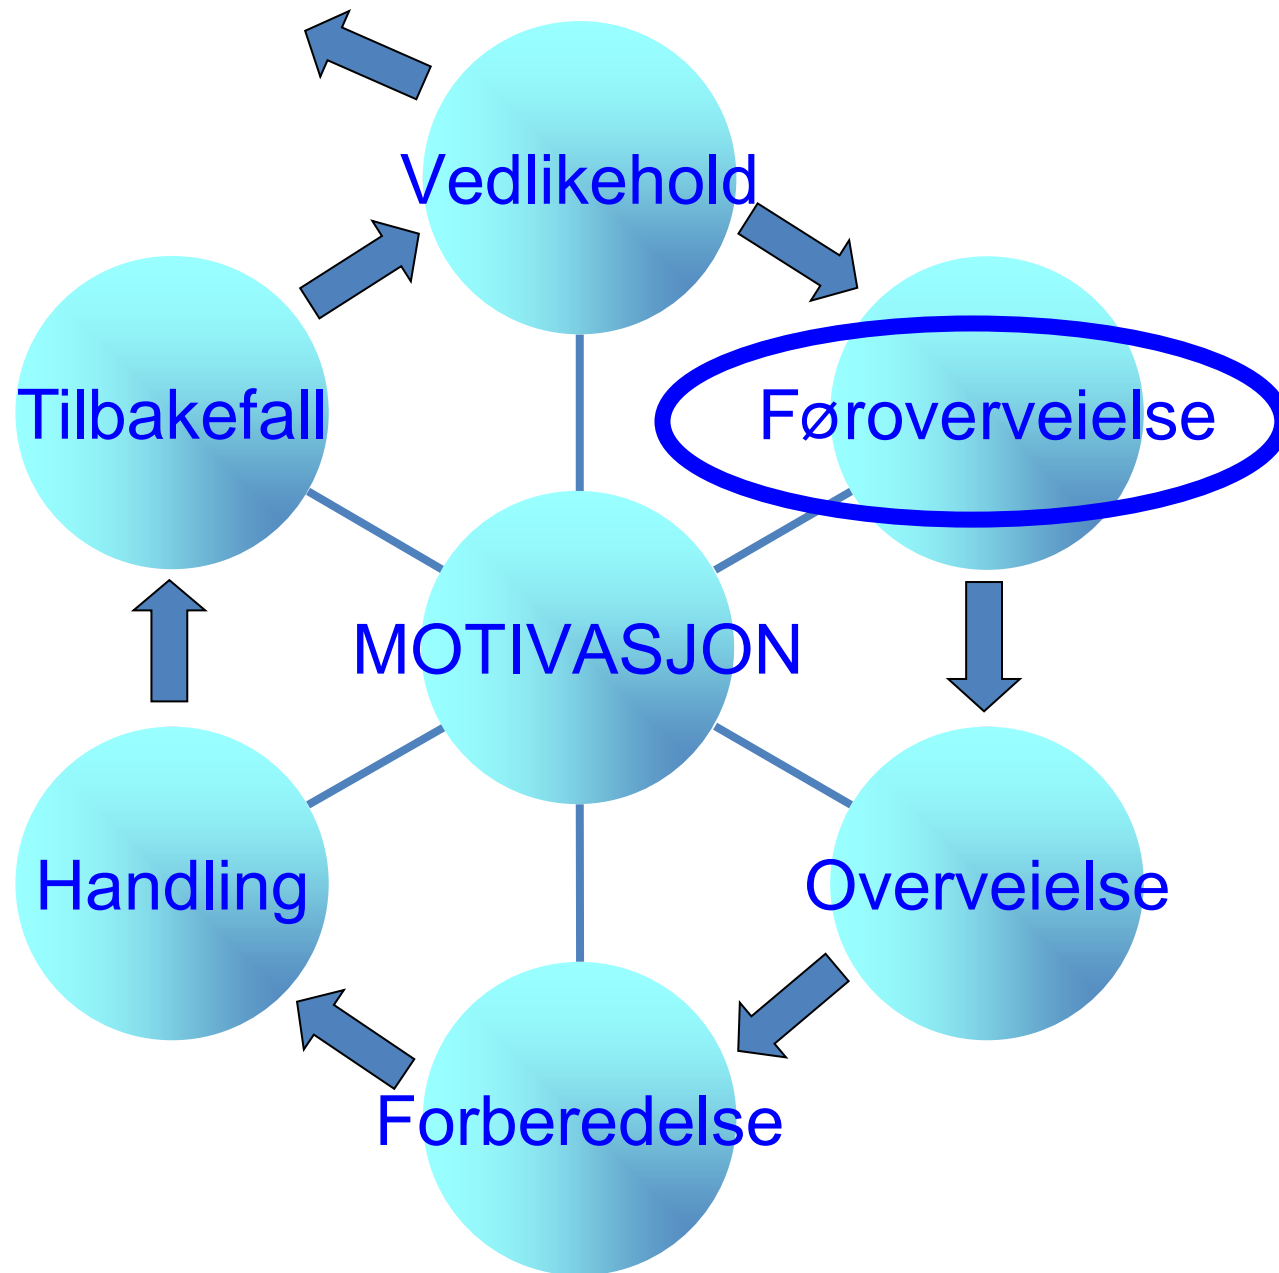 Vedlikehold
Tilbakefall
Føroverveielse
MOTIVASJON
Handling
Overveielse
Forberedelse